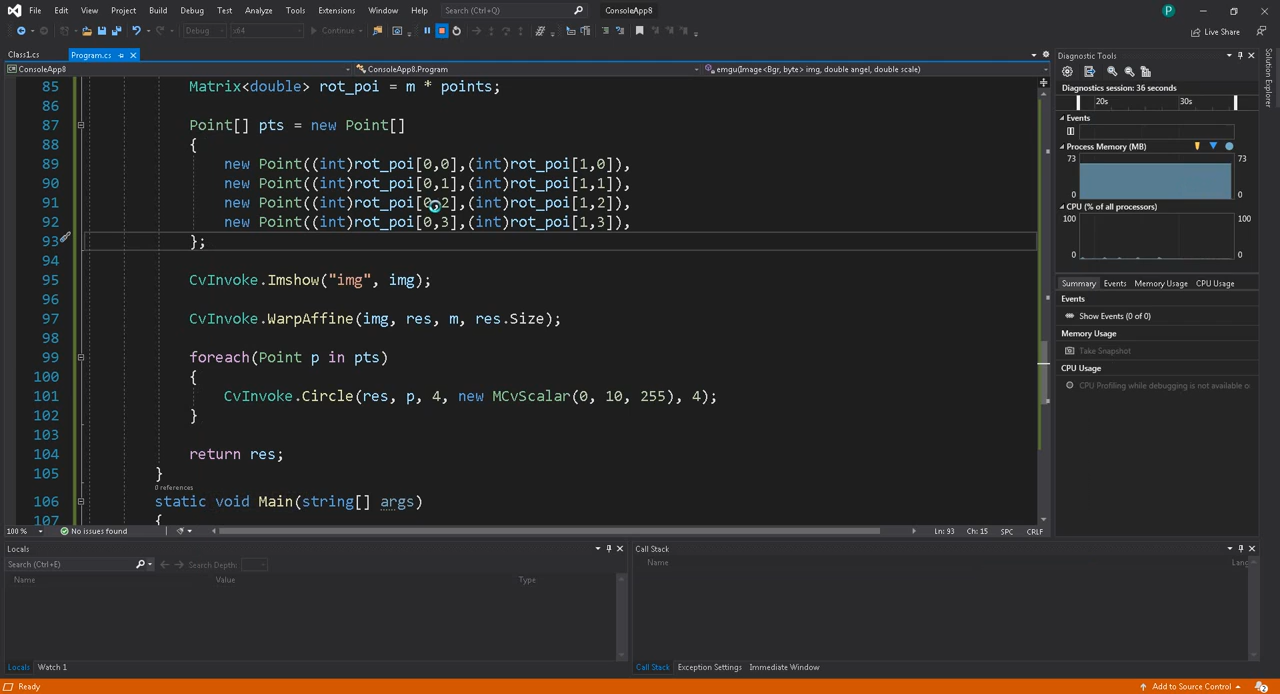 File Edit View Project Build Debug Test Analyze Tools Extensions Window Help Search (Ctrl+Q) ConsoleApp8 P
Debug x64 Continue Live Share
Class1.cs Program.cs
ConsoleApp8 ConsoleApp8.Program emgu(Image<Bgr, byte> img, double angel, double scale)
85 Matrix<double> rot_poi = m * points;
86
87 Point[] pts = new Point[]
88 {
89 new Point((int)rot_poi[0,0],(int)rot_poi[1,0]),
90 new Point((int)rot_poi[0,1],(int)rot_poi[1,1]),
91 new Point((int)rot_poi[0,2],(int)rot_poi[1,2]),
92 new Point((int)rot_poi[0,3],(int)rot_poi[1,3]),
93 };
94
95 CvInvoke.Imshow("img", img);
96
97 CvInvoke.WarpAffine(img, res, m, res.Size);
98
99 foreach(Point p in pts)
100 {
101 CvInvoke.Circle(res, p, 4, new MCvScalar(0, 10, 255), 4);
102 }
103
104 return res;
105 }
0 references
106 static void Main(string[] args)
107 {
100 % No issues found Ln: 93 Ch: 15 SPC CRLF
Diagnostic Tools
Diagnostics session: 36 seconds
20s 30s
Events
Process Memory (MB)
73 73
0 0
CPU (% of all processors)
100 100
0 0
Summary Events Memory Usage CPU Usage
Events
Show Events (0 of 0)
Memory Usage
Take Snapshot
CPU Usage
CPU Profiling while debugging is not available o
Solution Explorer
Locals
Search (Ctrl+E) Search Depth:
Name Value Type
Locals Watch 1
Call Stack
Name Lang
Call Stack Exception Settings Immediate Window
Ready Add to Source Control